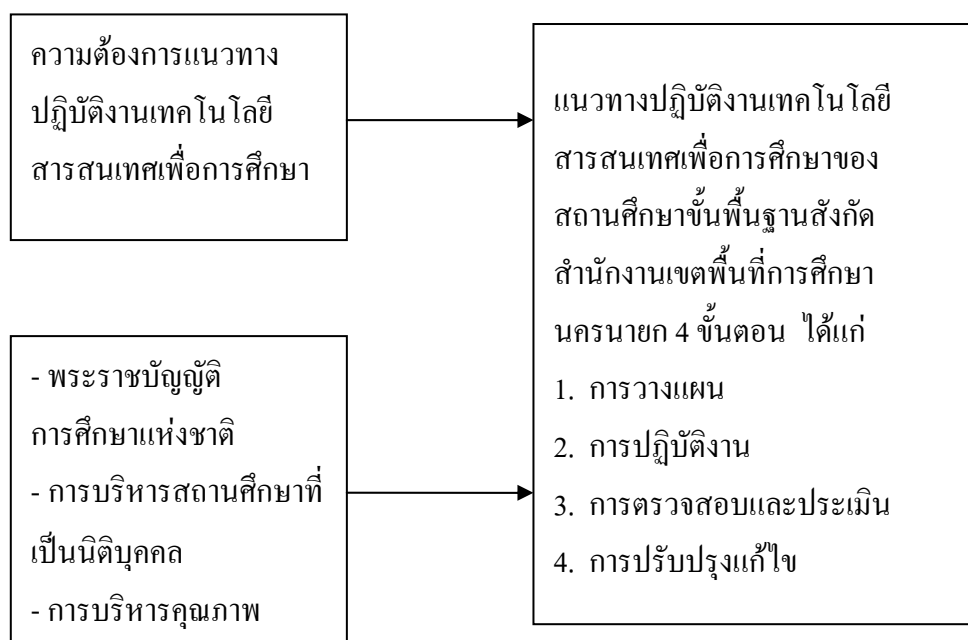 ความต้องการแนวทาง
ปฏิบัติงานเทคโนโลยี
สารสนเทศเพื่อการศึกษา
- พระราชบัญญัติ
การศึกษาแห่งชาติ
- การบริหารสถานศึกษาที่
เป็นนิติบุคคล
- การบริหารคุณภาพ
แนวทางปฏิบัติงานเทคโนโลยี
สารสนเทศเพื่อการศึกษาของ
สถานศึกษาขั้นพื้นฐานสังกัด
สำนักงานเขตพื้นที่การศึกษา
นครนายก 4 ขั้นตอน ได้แก่
1. การวางแผน
2. การปฏิบัติงาน
3. การตรวจสอบและประเมิน
4. การปรับปรุงแก้ไข